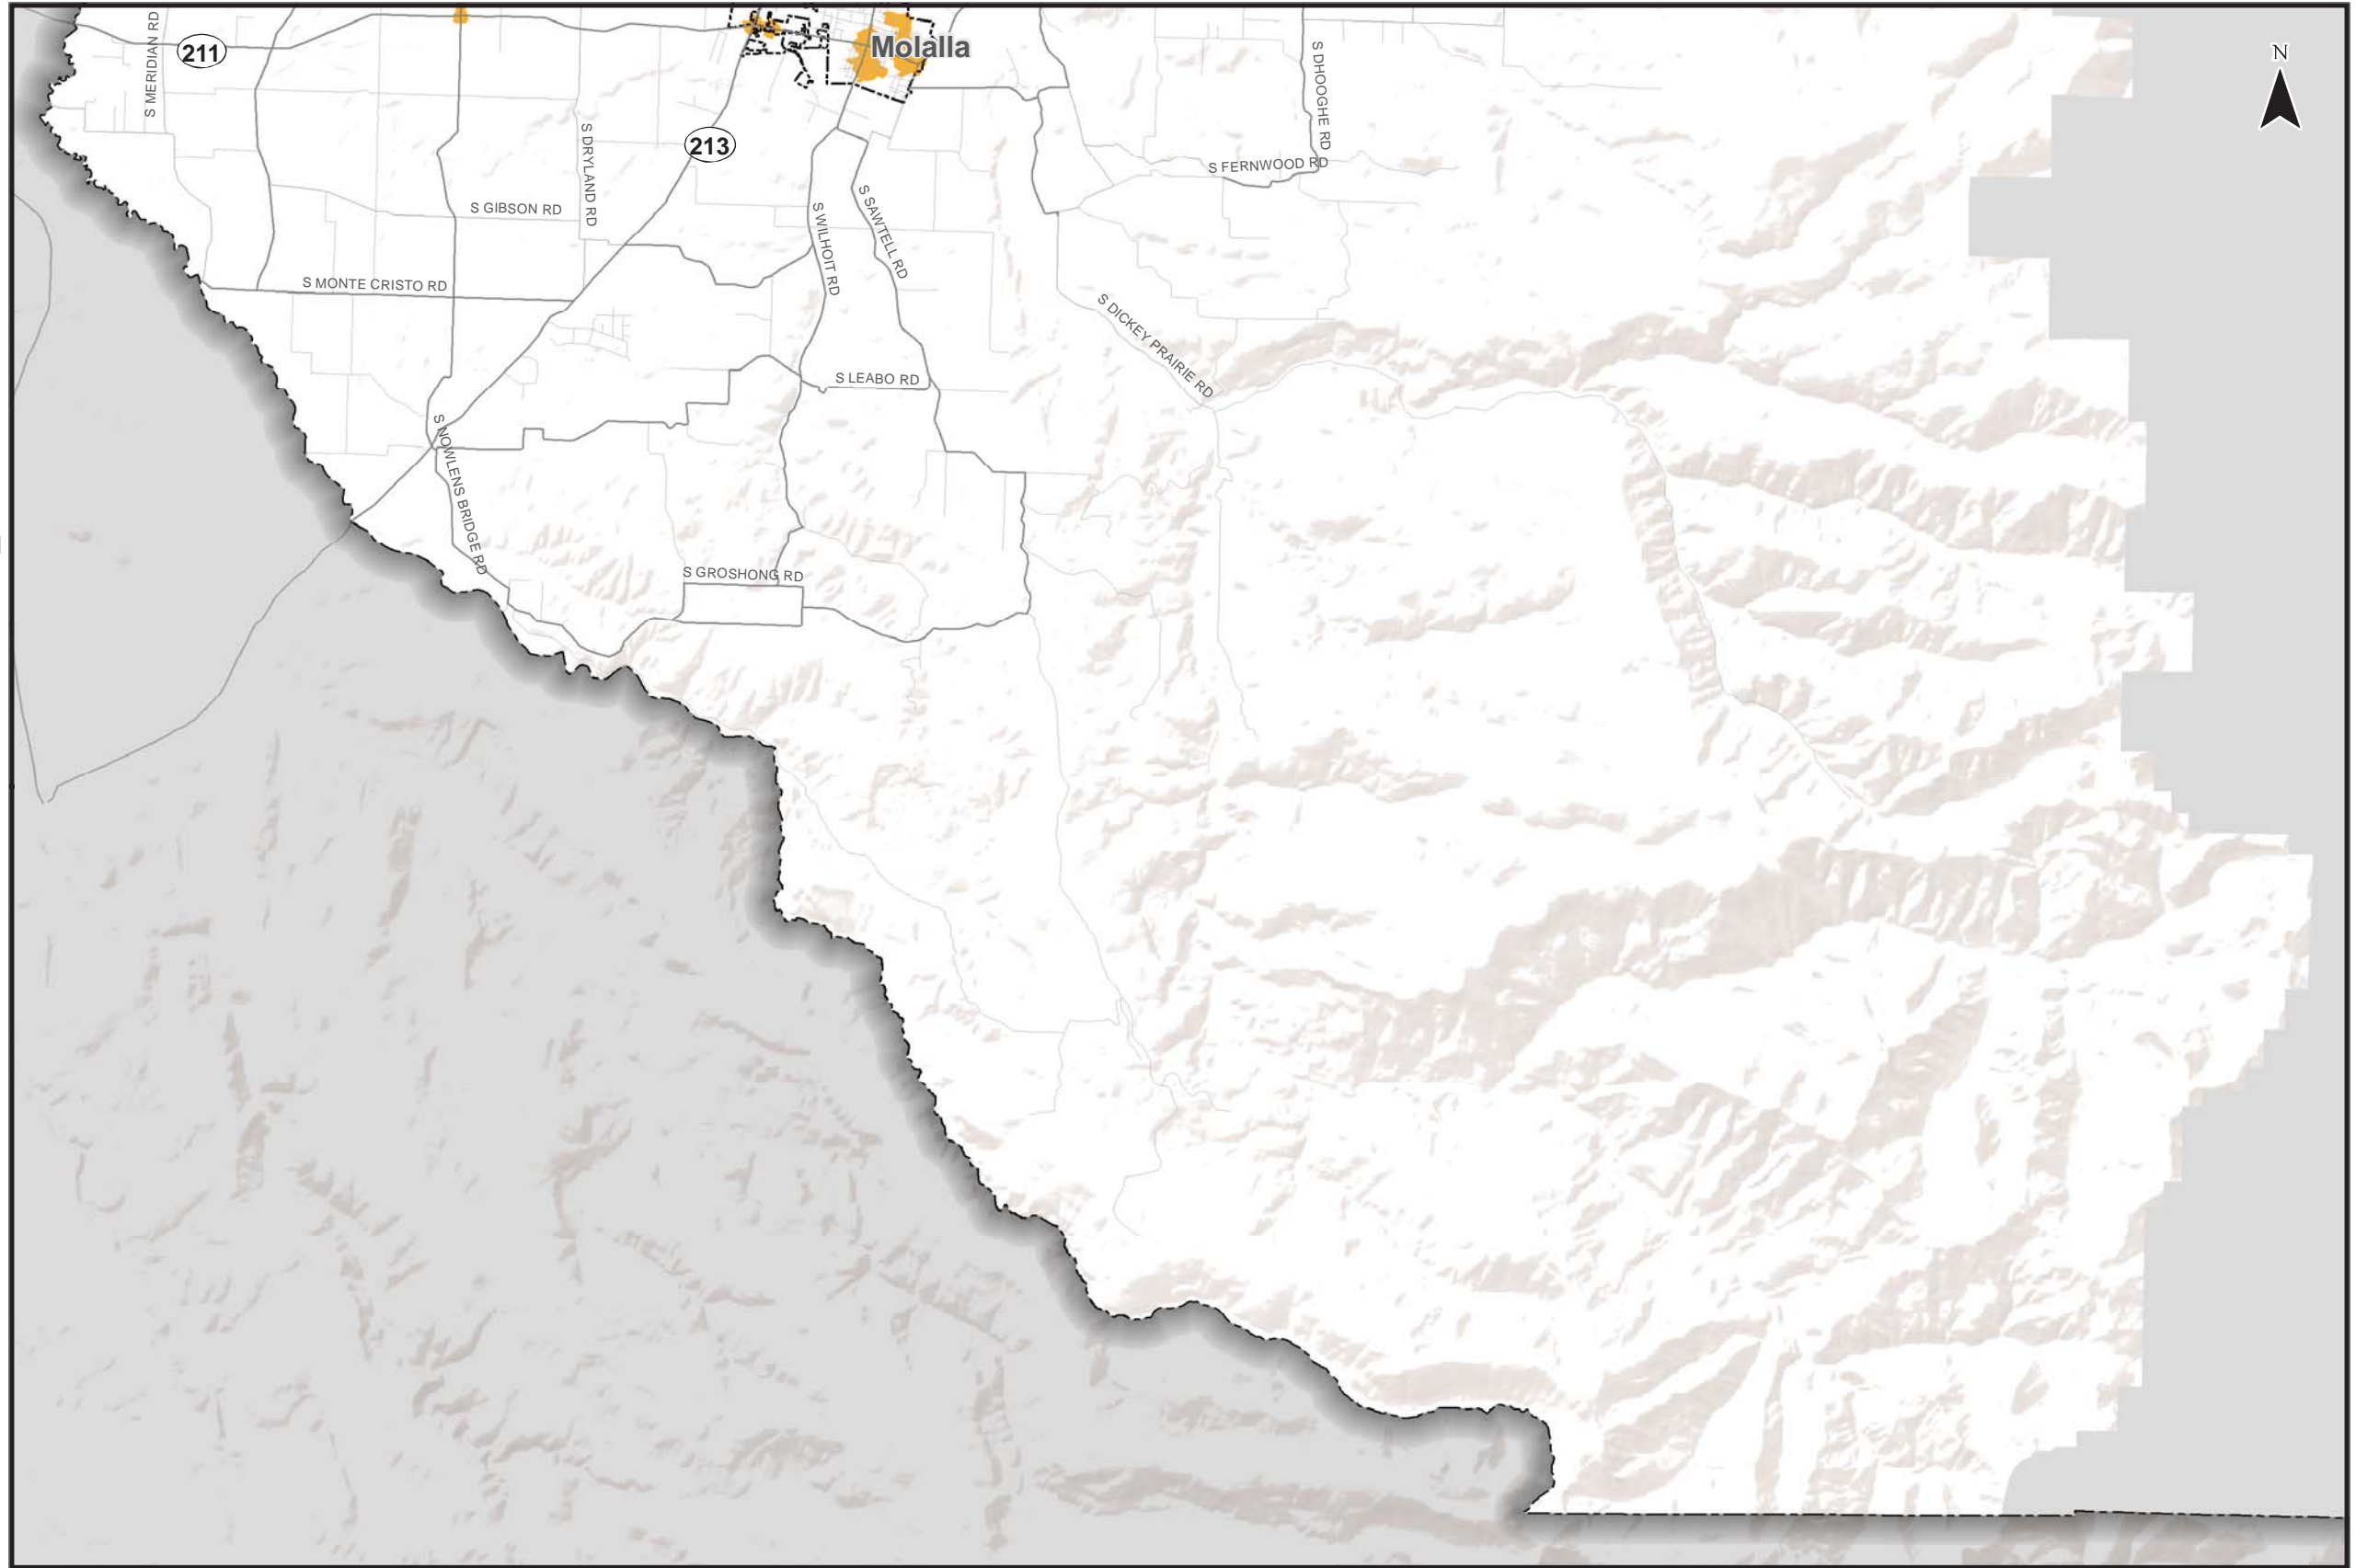 Molalla
211
N
S MERIDIAN RD
S DHOOGHE RD
213
S DRYLAND RD
S FERNWOOD RD
S GIBSON RD
S WILHOIT RD
S SAWTELL RD
S MONTE CRISTO RD
S DICKEY PRAIRIE RD
S LEABO RD
S NOWLENS BRIDGE RD
S GROSHONG RD